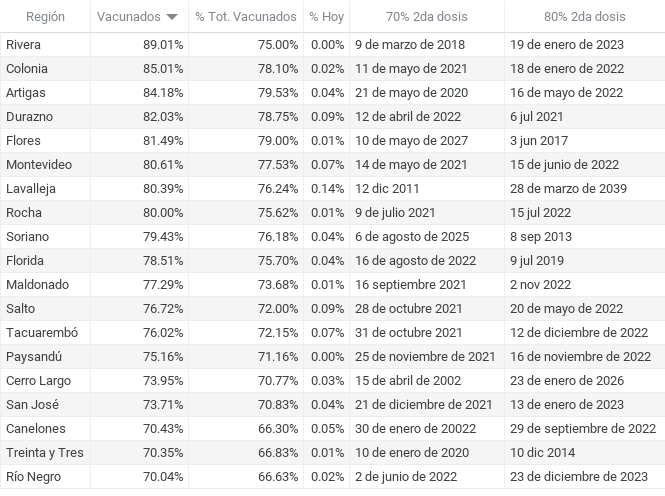 Región Vacunados % Tot. Vacunados % Hoy 70% 2da dosis 80% 2da dosis
Rivera 89.01% 75.00% 0.00% 9 de marzo de 2018 19 de enero de 2023
Colonia 85.01% 78.10% 0.02% 11 de mayo de 2021 18 de enero de 2022
Artigas 84.18% 79.53% 0.04% 21 de mayo de 2020 16 de mayo de 2022
Durazno 82.03% 78.75% 0.09% 12 de abril de 2022 6 jul 2021
Flores 81.49% 79.00% 0.01% 10 de mayo de 2027 3 jun 2017
Montevideo 80.61% 77.53% 0.07% 14 de mayo de 2021 15 de junio de 2022
Lavalleja 80.39% 76.24% 0.14% 12 dic 2011 28 de marzo de 2039
Rocha 80.00% 75.62% 0.01% 9 de julio 2021 15 jul 2022
Soriano 79.43% 76.18% 0.04% 6 de agosto de 2025 8 sep 2013
Florida 78.51% 75.70% 0.04% 16 de agosto de 2022 9 jul 2019
Maldonado 77.29% 73.68% 0.01% 16 septiembre 2021 2 nov 2022
Salto 76.72% 72.00% 0.09% 28 de octubre 2021 20 de mayo de 2022
Tacuarembó 76.02% 72.15% 0.07% 31 de octubre 2021 12 de diciembre de 2022
Paysandú 75.16% 71.16% 0.00% 25 de noviembre de 2021 16 de noviembre de 2022
Cerro Largo 73.95% 70.77% 0.03% 15 de abril de 2002 23 de enero de 2026
San José 73.71% 70.83% 0.04% 21 de diciembre de 2021 13 de enero de 2023
Canelones 70.43% 66.30% 0.05% 30 de enero de 20022 29 de septiembre de 2022
Treinta y Tres 70.35% 66.83% 0.01% 10 de enero de 2020 10 dic 2014
Río Negro 70.04% 66.63% 0.02% 2 de junio de 2022 23 de diciembre de 2023